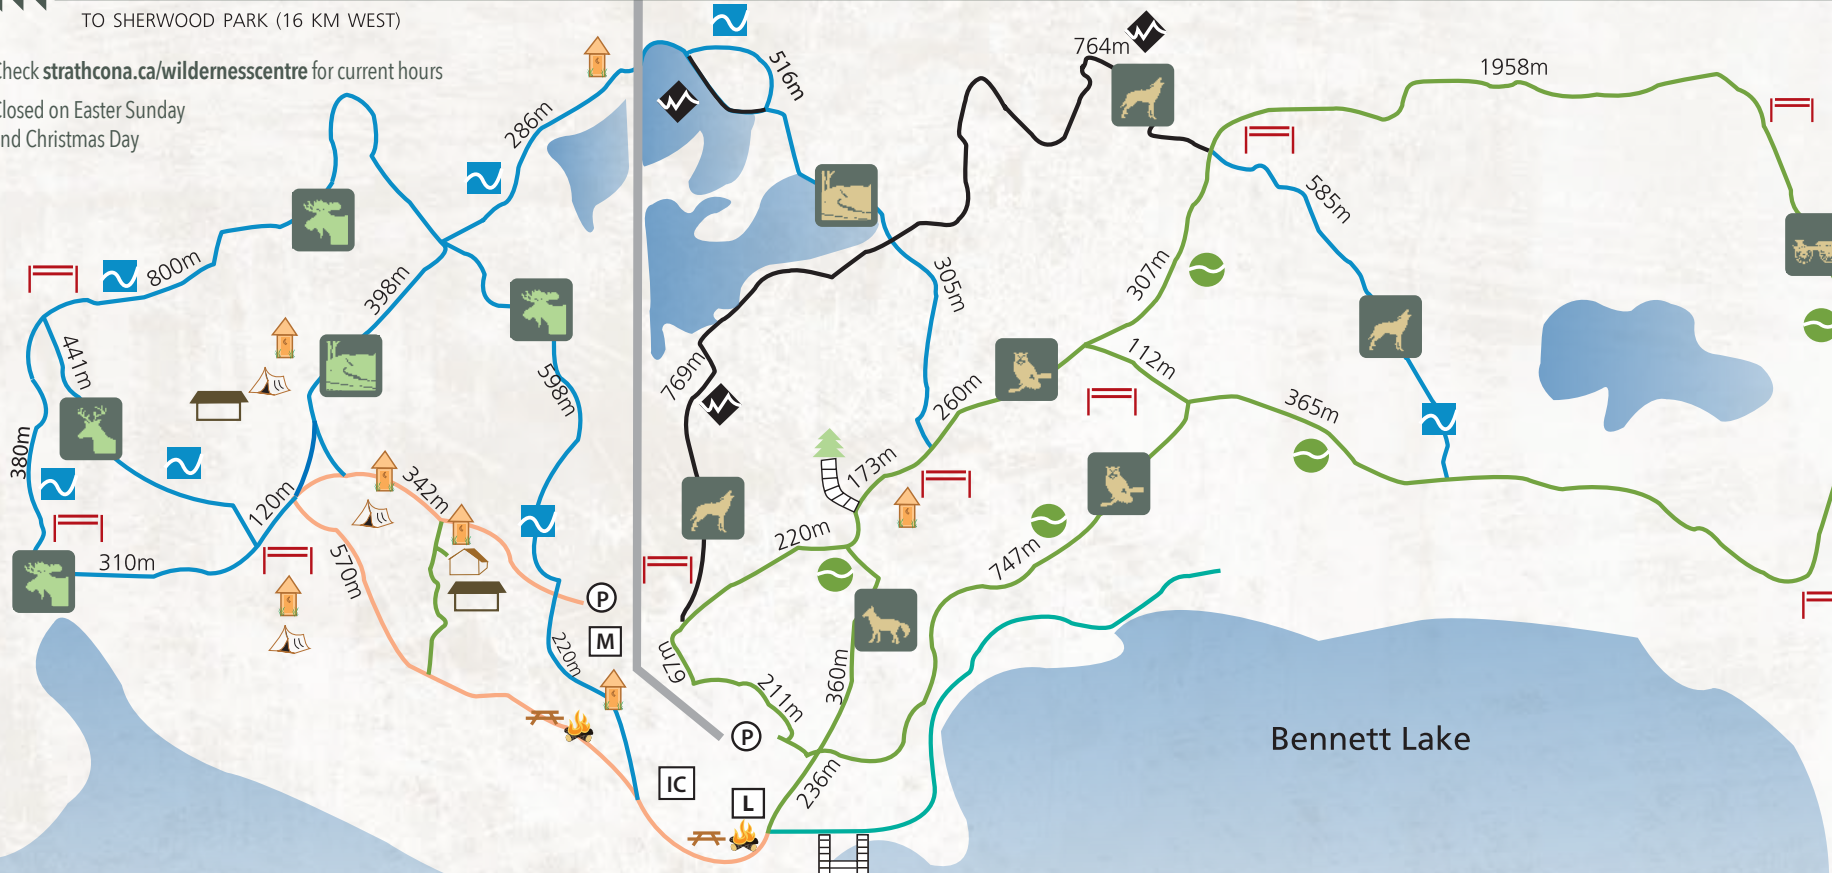 TO SHERWOOD PARK (16 KM WEST)
heck strathcona.ca/wildernesscentre for current hours
losed on Easter Sunday
nd Christmas Day
516m
764m
1958m
286m
800m
398m
585m
305m
307m
441m
598m
769m
260m
112m
365m
380m
120m
342m
173m
220m
310m
570m
747m
P
M
220m
67m
211m
360m
P
Bennett Lake
IC
L
236m